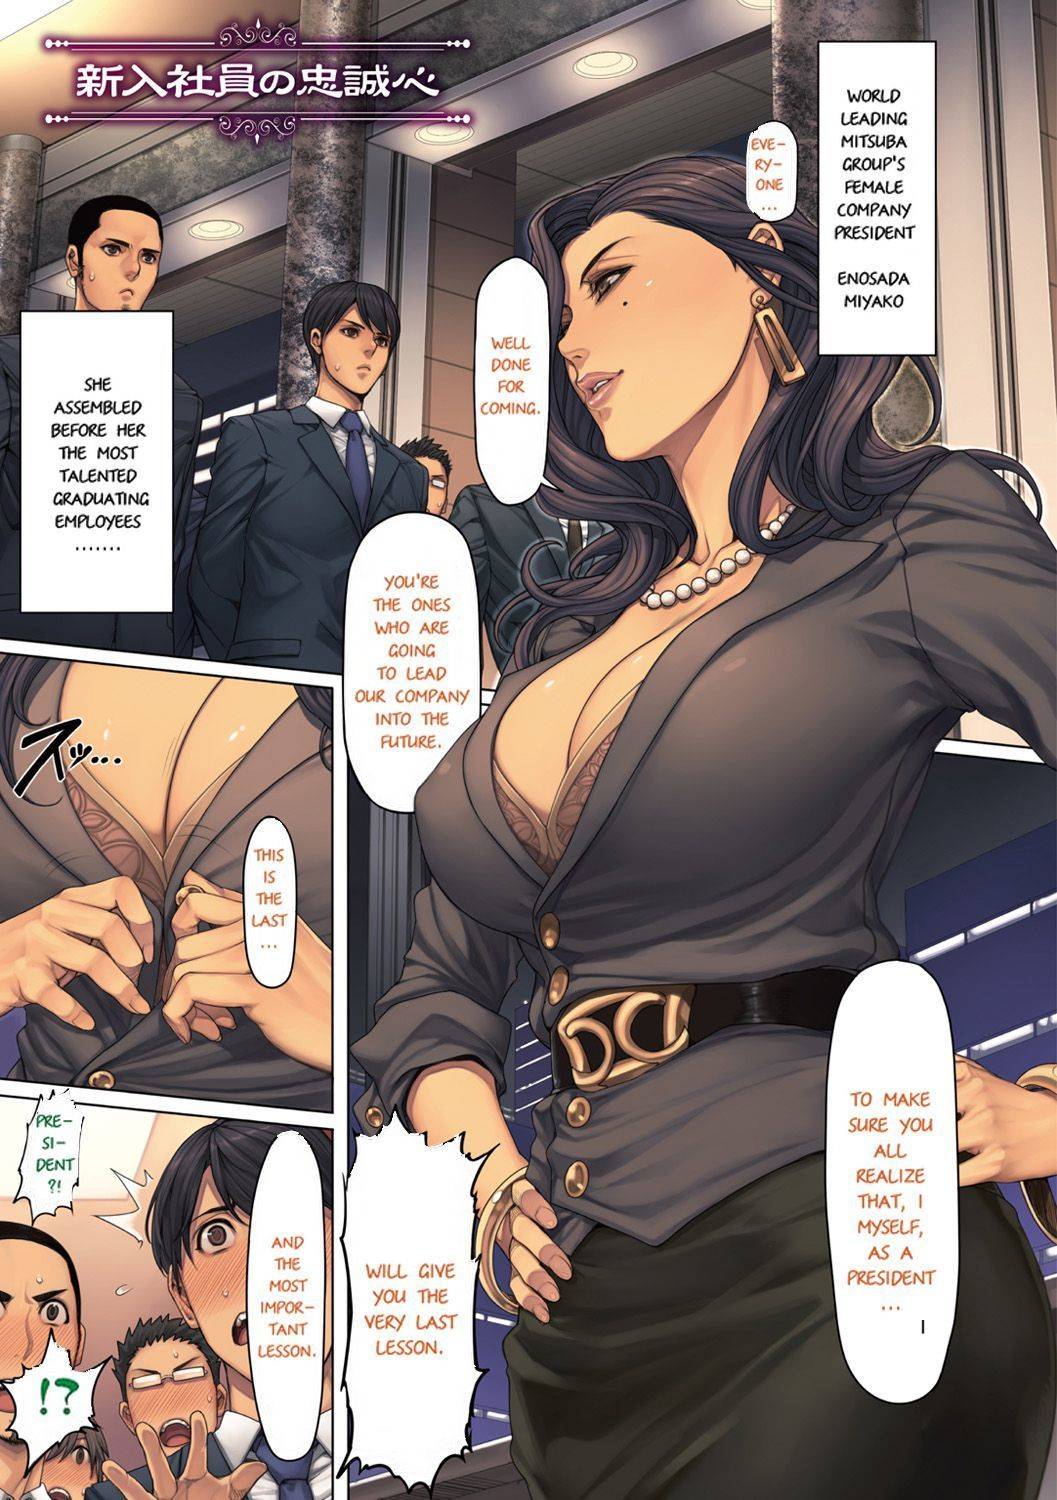 新入社員の忠誠心
WORLD
LEADING
MITSUBA
GROUP'S
FEMALE
COMPANY
PRESIDENT
ENOSADA
MIYAKO
EVE-
RY-
ONE
...
WELL
DONE
FOR
COMING.
SHE
ASSEMBLED
BEFORE HER
THE MOST
TALENTED
GRADUATING
EMPLOYEES
.......
YOU'RE
THE ONES
WHO ARE
GOING
TO LEAD
OUR COMPANY
INTO THE
FUTURE.
TO MAKE
SURE YOU
ALL
REALIZE
THAT, I
MYSELF,
AS A
PRESIDENT
...
I
WILL GIVE
YOU THE
VERY LAST
LESSON.
スッ...
THIS
IS
THE
LAST
...
AND
THE
MOST
IMPOR-
TANT
LESSON.
PRE-
SI-
DENT
?!
!?